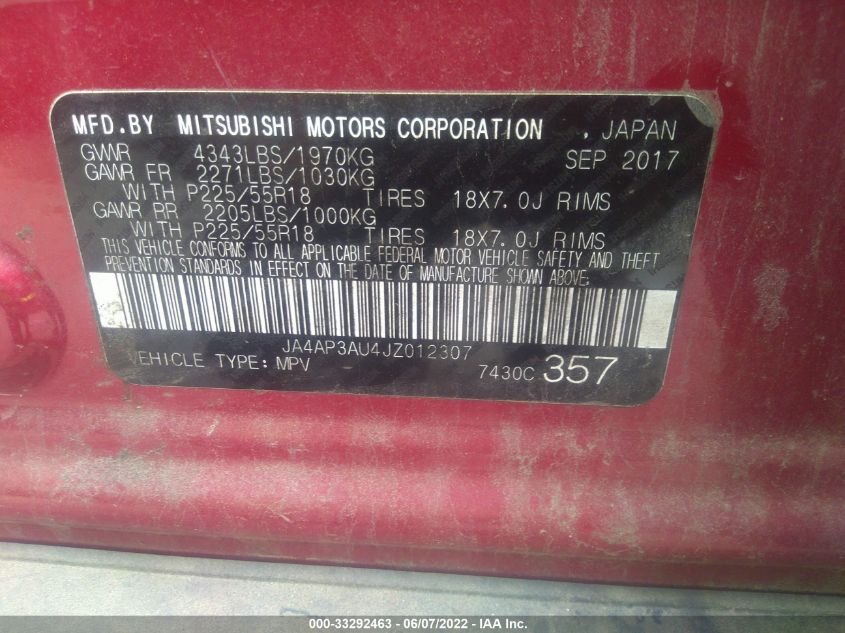 MFD.BY MITSUBISHI MOTORS CORPORATION , JAPAN
GVWR 4343LBS/1970KG SEP 2017
GAWR FR 2271LBS/1030KG
WITH P225/55R18 TIRES 18X7.0J RIMS
GAWR RR 2205LBS/1000KG
WITH P225/55R18 TIRES 18X7.0J RIMS
THIS VEHICLE CONFORMS TO ALL APPLICABLE FEDERAL MOTOR VEHICLE SAFETY AND THEFT
PREVENTION STANDARDS IN EFFECT ON THE DATE OF MANUFACTURE SHOWN ABOVE.
JA4AP3AU4JZ012307
VEHICLE TYPE: MPV 7430C 357
000-33292463 - 06/07/2022 - IAA Inc.